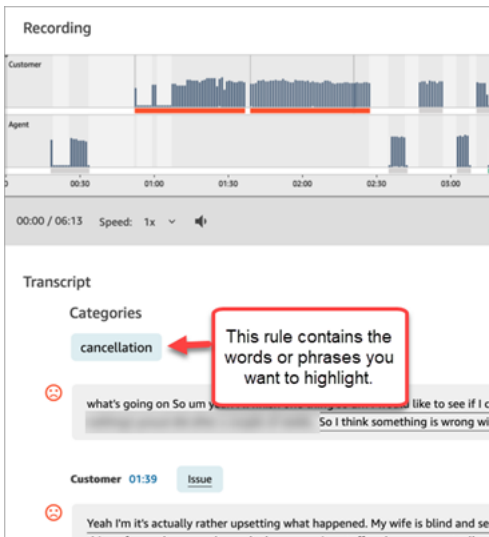 Recording
Customer
Agent
00:30 01:00 01:30 02:00 02:30 03:00
00:00 / 06:13 Speed: 1x
Transcript
Categories
cancellation
This rule contains the
words or phrases you
want to highlight.
what's going on So um like to see if I c
So I think something is wrong wi
Customer 01:39 Issue
Yeah I'm it's actually rather upsetting what happened. My wife is blind and se